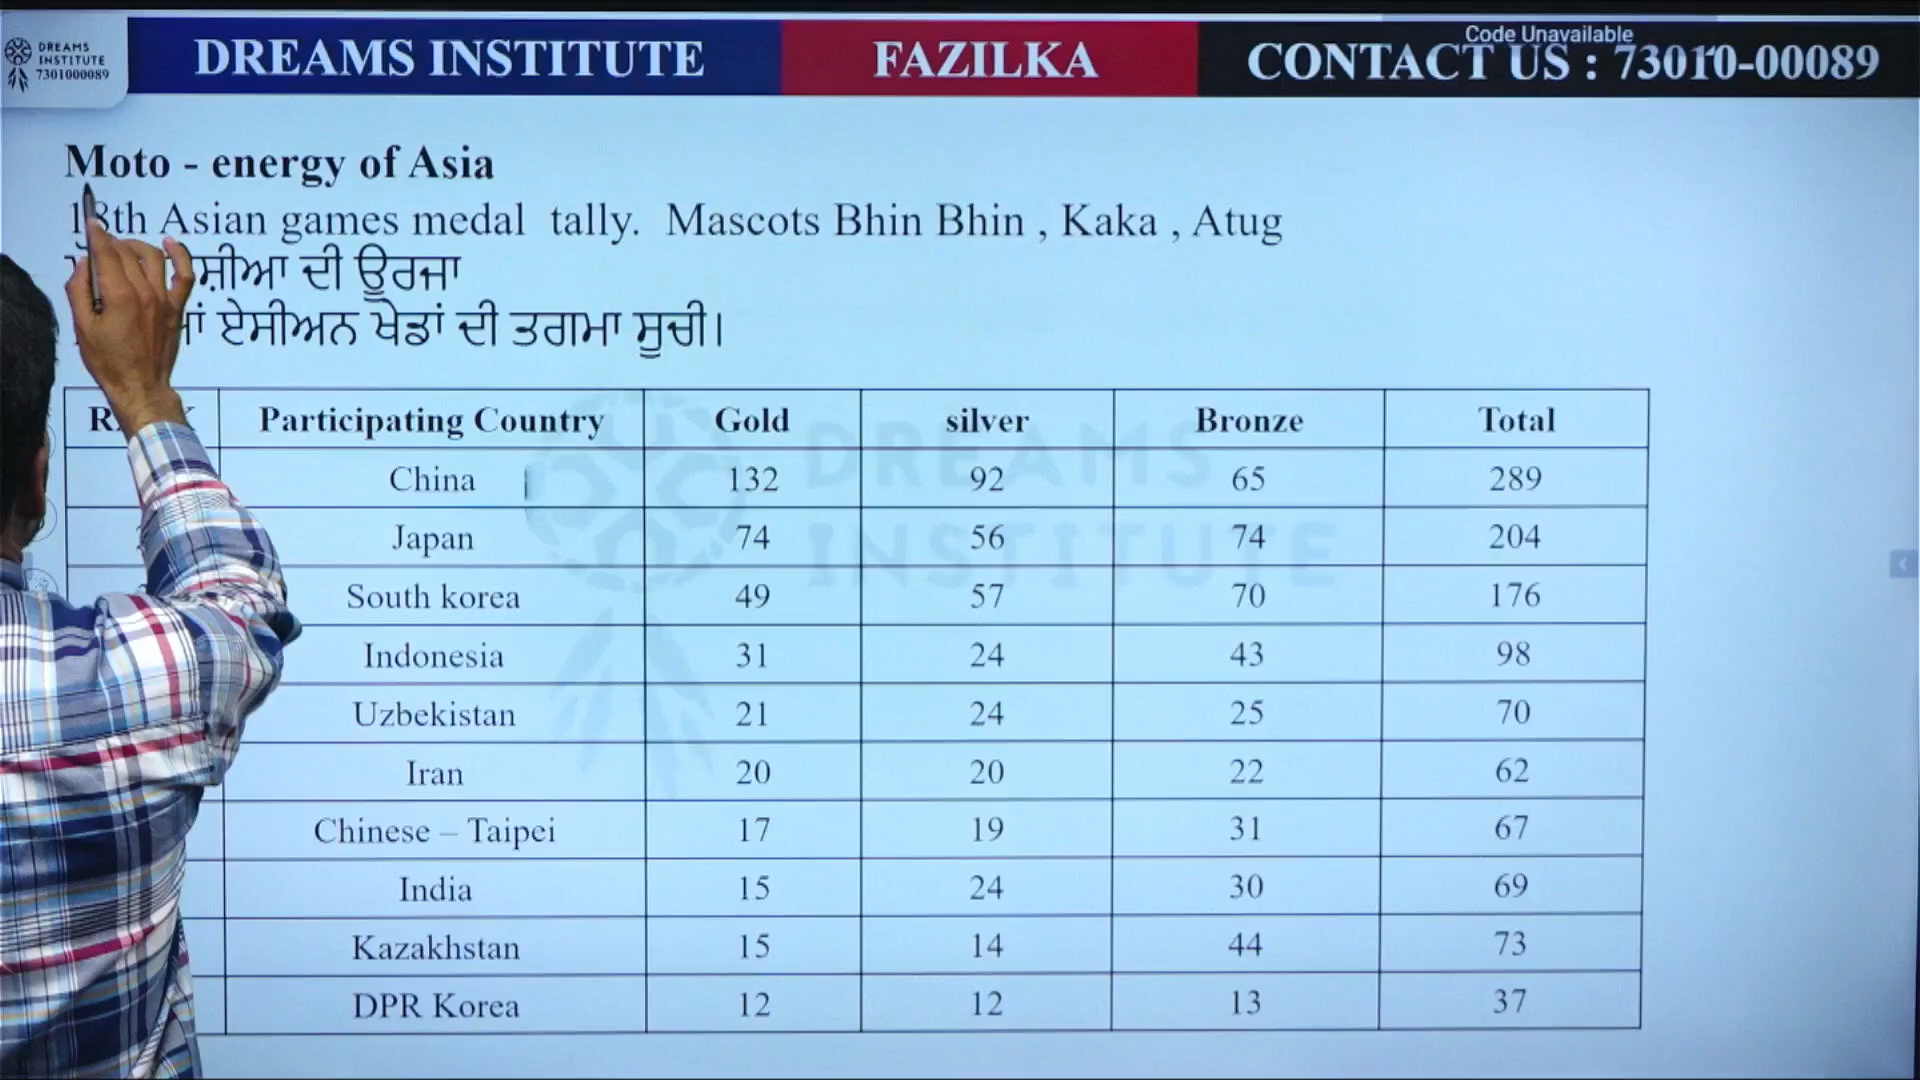 DREAMS
INSTITUTE
7301000089
DREAMS INSTITUTE
FAZILKA
Code Unavailable
CONTACT US : 73010-00089
Moto - energy of Asia
18th Asian games medal tally. Mascots Bhin Bhin , Kaka , Atug
ਦੀ ਊਰਜਾ
ਏਸੀਅਨ ਖੇਡਾਂ ਦੀ ਤਗਮਾ ਸੂਚੀ।
Participating Country Gold silver Bronze Total
China 132 92 65 289
Japan 74 56 74 204
South korea 49 57 70 176
Indonesia 31 24 43 98
Uzbekistan 21 24 25 70
Iran 20 20 22 62
Chinese – Taipei 17 19 31 67
India 15 24 30 69
Kazakhstan 15 14 44 73
DPR Korea 12 12 13 37
DREAMS
INSTITUTE